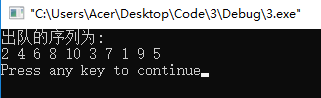 "C:\Users\Acer\Desktop\Code\3\Debug\3.exe"
出队的序列为:
2 4 6 8 10 3 7 1 9 5
Press any key to continue